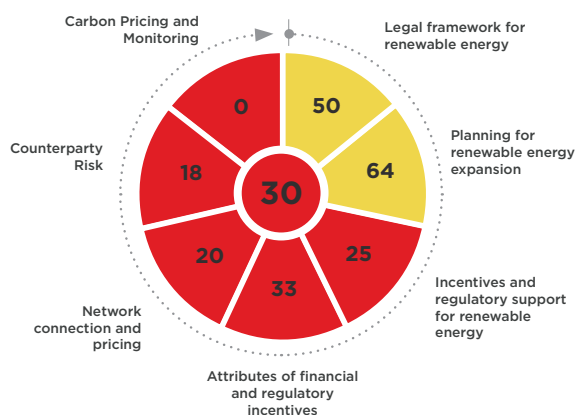 Legal framework for
renewable energy
50
Planning for
renewable energy
expansion
64
Incentives and
regulatory support
for renewable
energy
25
Attributes of financial
and regulatory
incentives
33
Network
connection and
pricing
20
Counterparty
Risk
18
Carbon Pricing and
Monitoring
0
30